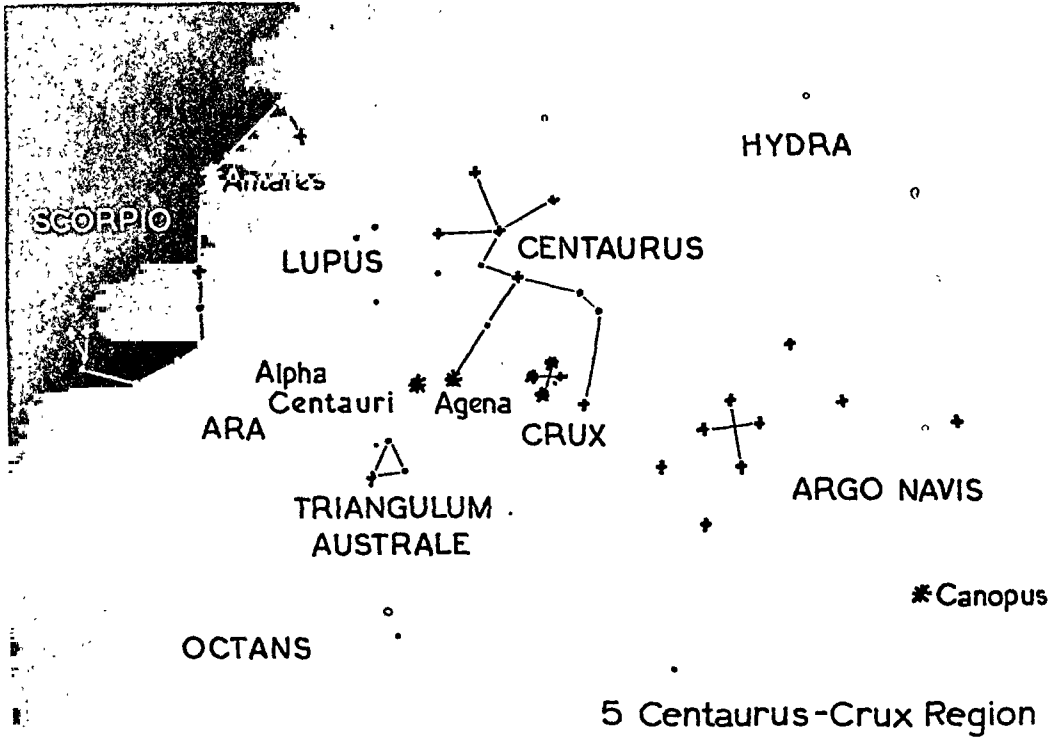 HYDRA
Antares
SCORPIO
LUPUS
CENTAURUS
Alpha
Centauri
Agena
ARA
CRUX
ARGO NAVIS
TRIANGULUM
AUSTRALE
Canopus
OCTANS
5 Centaurus-Crux Region